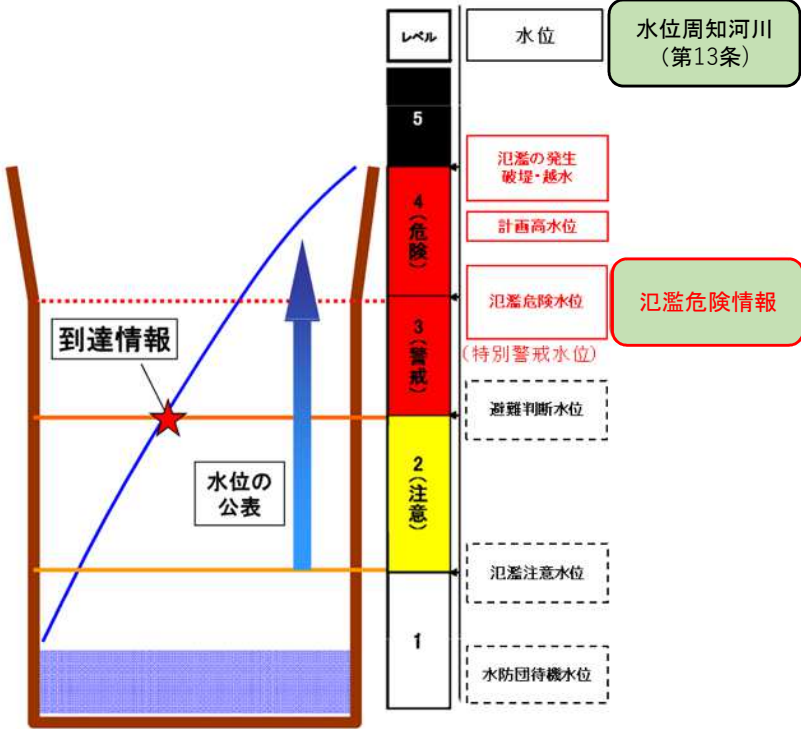 レベル
水位
水位周知河川
(第13条)
5
氾濫の発生
破堤・越水
4(危険)
計画高水位
氾濫危険水位
氾濫危険情報
(特別警戒水位)
到達情報
3(警戒)
避難判断水位
水位の
公表
2(注意)
氾濫注意水位
1
水防団待機水位